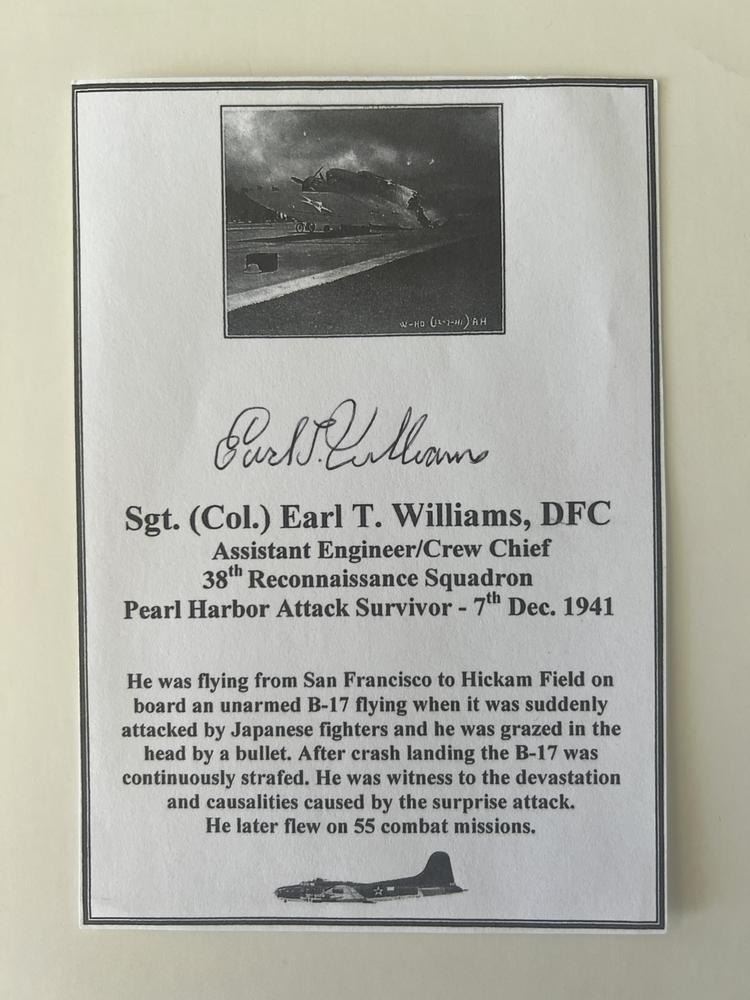 W-HD (12-7-41) AH
Earl T. Williams
Sgt. (Col.) Earl T. Williams, DFC
Assistant Engineer/Crew Chief
38th Reconnaissance Squadron
Pearl Harbor Attack Survivor - 7th Dec. 1941
He was flying from San Francisco to Hickam Field on
board an unarmed B-17 flying when it was suddenly
attacked by Japanese fighters and he was grazed in the
head by a bullet. After crash landing the B-17 was
continuously strafed. He was witness to the devastation
and causalities caused by the surprise attack.
He later flew on 55 combat missions.